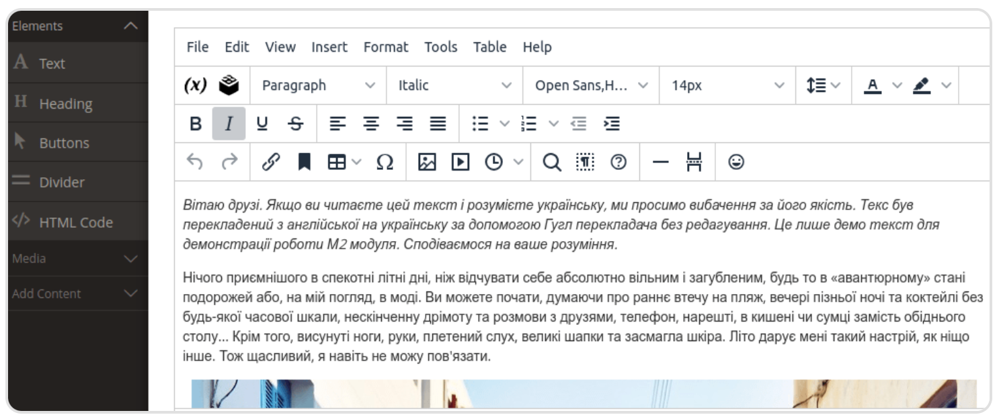 Elements
Text
Heading
Buttons
Divider
HTML Code
Media
Add Content
File Edit View Insert Format Tools Table Help
(x) Paragraph Italic Open Sans,H... 14px A
B I U S
Ω
Вітаю друзі. Якщо ви читаєте цей текст і розумієте українську, ми просимо вибачення за його якість. Текс був
перекладений з англійської на українську за допомогою Гугл перекладача без редагування. Це лише демо текст для
демонстрації роботи М2 модуля. Сподіваємося на ваше розуміння.
Нічого приємнішого в спекотні літні дні, ніж відчувати себе абсолютно вільним і загубленим, будь то в «авантюрному» стані
подорожей або, на мій погляд, в моді. Ви можете почати, думаючи про раннє втечу на пляж, вечері пізньої ночі та коктейлі без
будь-якої часової шкали, нескінченну дрімоту та розмови з друзями, телефон, нарешті, в кишені чи сумці замість обіднього
столу... Крім того, висунуті ноги, руки, плетений слух, великі шапки та засмагла шкіра. Літо дарує мені такий настрій, як ніщо
інше. Тож щасливий, я навіть не можу пов'язати.